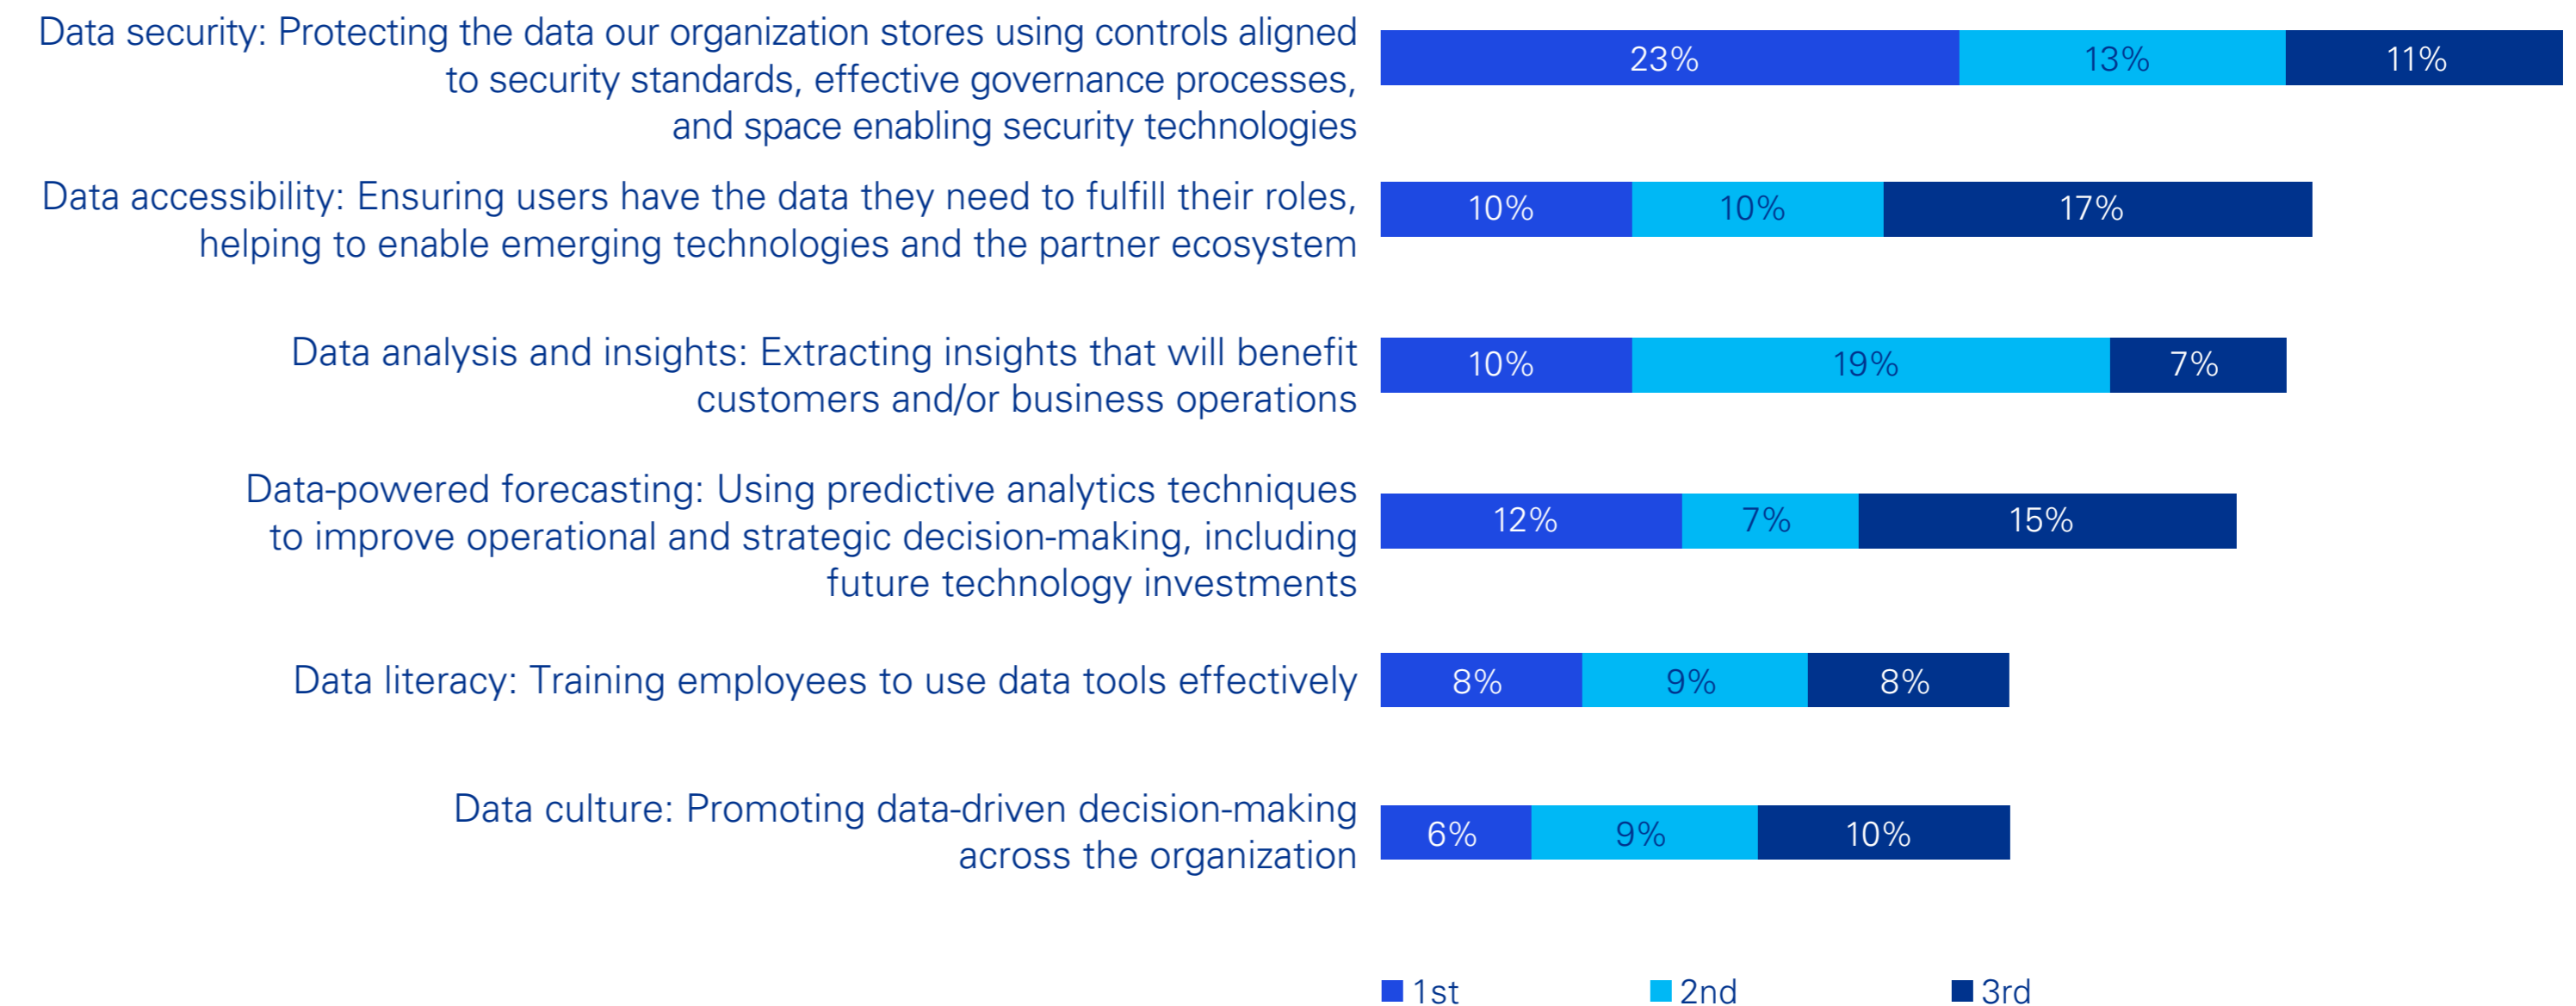 Data security: Protecting the data our organization stores using controls aligned
to security standards, effective governance processes,
and space enabling security technologies
23%
13%
11%
Data accessibility: Ensuring users have the data they need to fulfill their roles,
helping to enable emerging technologies and the partner ecosystem
10%
10%
17%
Data analysis and insights: Extracting insights that will benefit
customers and/or business operations
10%
19%
7%
Data-powered forecasting: Using predictive analytics techniques
to improve operational and strategic decision-making, including
future technology investments
12%
7%
15%
Data literacy: Training employees to use data tools effectively
8%
9%
8%
Data culture: Promoting data-driven decision-making
across the organization
6%
9%
10%
1st
2nd
3rd